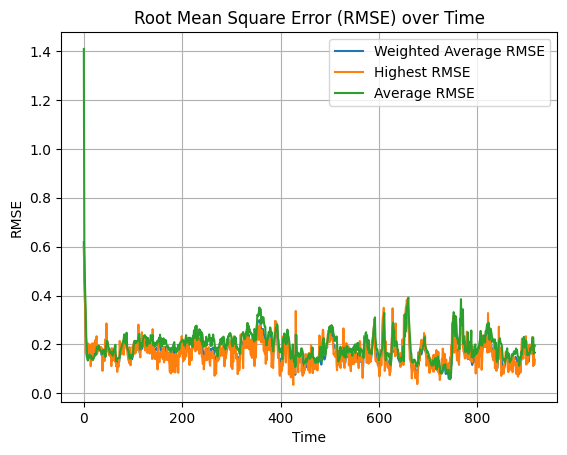 Root Mean Square Error (RMSE) over Time
1.4
1.2
1.0
0.8
0.6
0.4
0.2
0.0
RMSE
Weighted Average RMSE
Highest RMSE
Average RMSE
0 200 400 600 800
Time